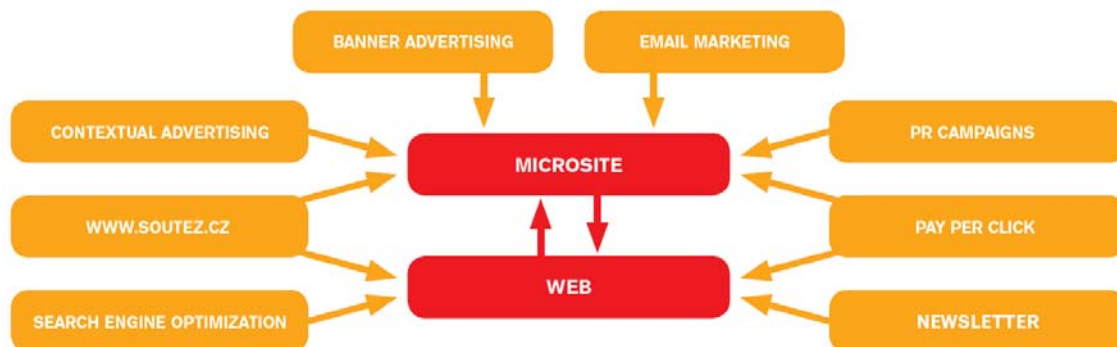 BANNER ADVERTISING
EMAIL MARKETING
CONTEXTUAL ADVERTISING
PR CAMPAIGNS
MICROSITE
WWW.SOUTEZ.CZ
PAY PER CLICK
WEB
SEARCH ENGINE OPTIMIZATION
NEWSLETTER